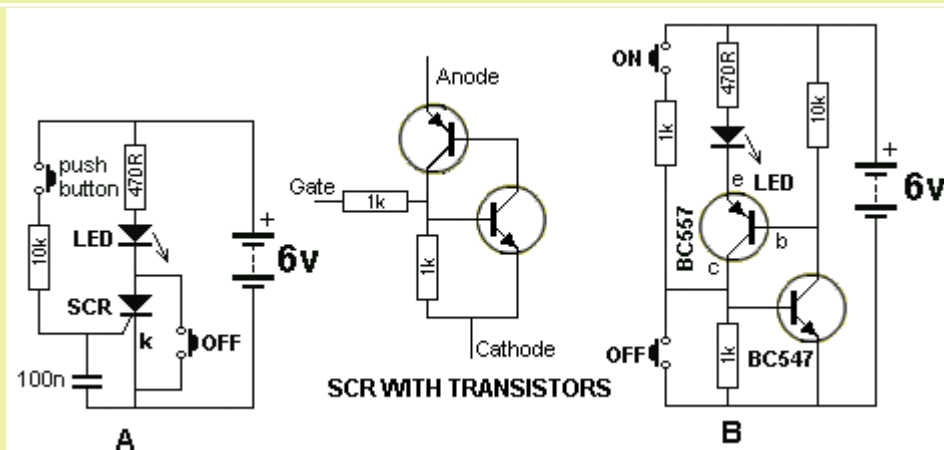 push
button
470R
10k
LED
SCR
k
OFF
100n
+
6v
A
Anode
Gate
1k
1k
Cathode
SCR WITH TRANSISTORS
ON
1k
470R
10k
e
LED
BC557
b
c
OFF
1k
BC547
+
6v
B